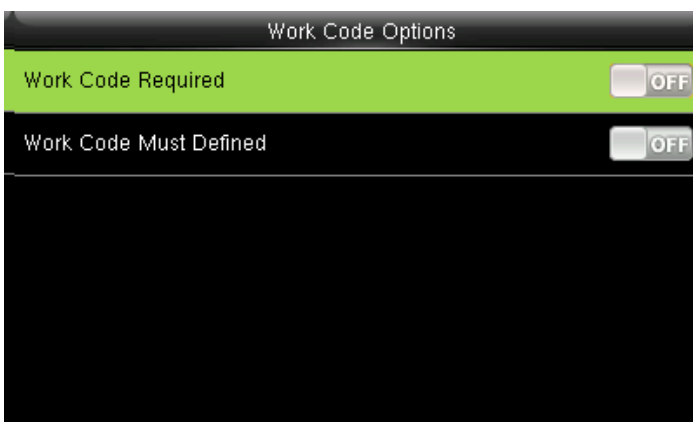 Work Code Options
Work Code Required OFF
Work Code Must Defined OFF